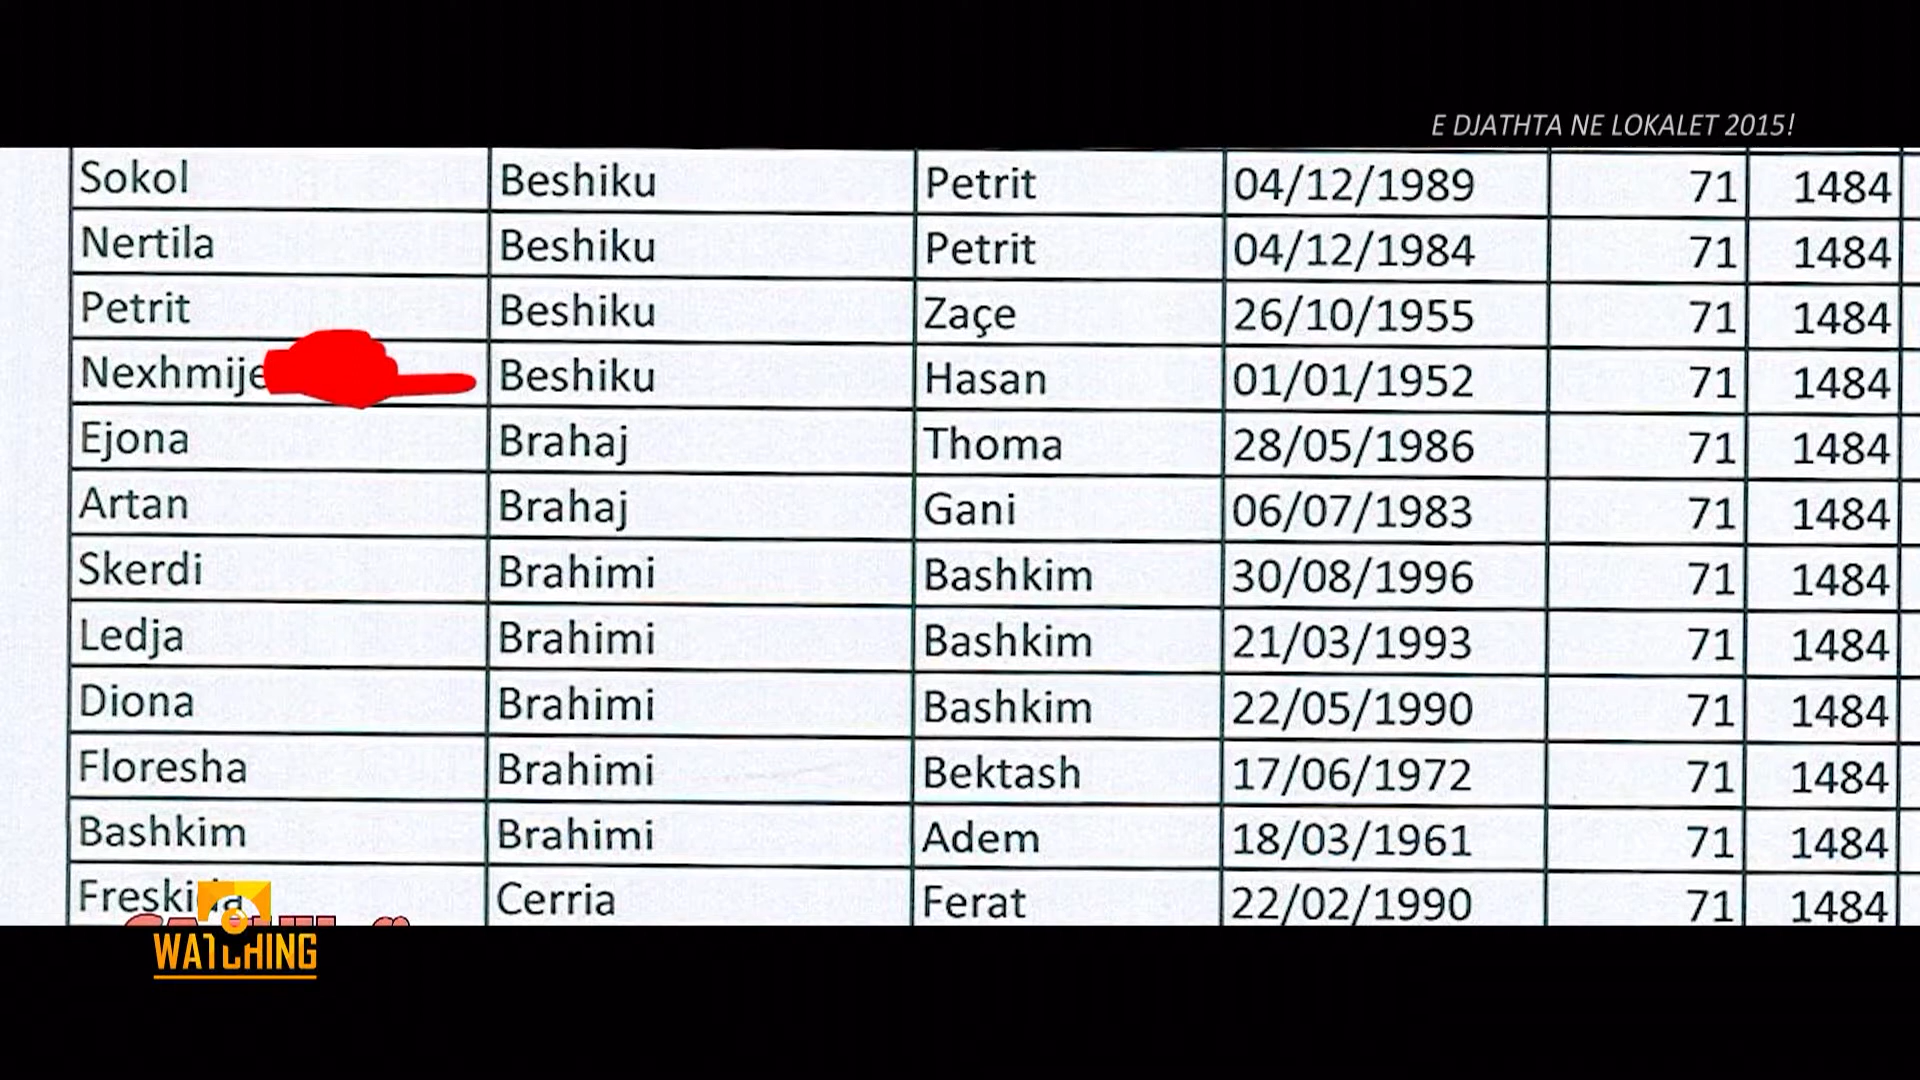 E DJATHTA NE LOKALET 2015!
Sokol Beshiku Petrit 04/12/1989 71 1484
Nertila Beshiku Petrit 04/12/1984 71 1484
Petrit Beshiku Zaçe 26/10/1955 71 1484
Nexhmije Beshiku Hasan 01/01/1952 71 1484
Ejona Brahaj Thoma 28/05/1986 71 1484
Artan Brahaj Gani 06/07/1983 71 1484
Skerdi Brahimi Bashkim 30/08/1996 71 1484
Ledja Brahimi Bashkim 21/03/1993 71 1484
Diona Brahimi Bashkim 22/05/1990 71 1484
Floresha Brahimi Bektash 17/06/1972 71 1484
Bashkim Brahimi Adem 18/03/1961 71 1484
Cerria Ferat 22/02/1990 71 1484
WATCHING